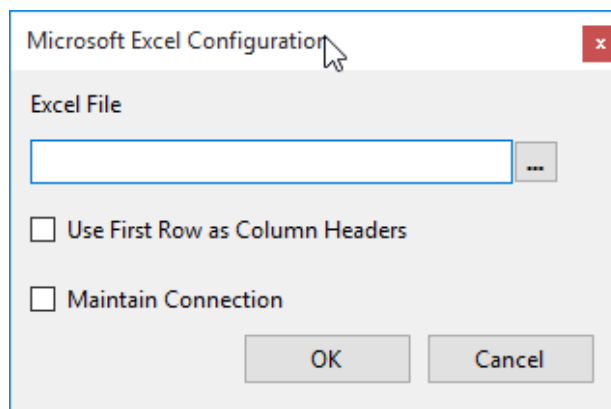 Microsoft Excel Configuration
x
Excel File
...
Use First Row as Column Headers
Maintain Connection
OK Cancel